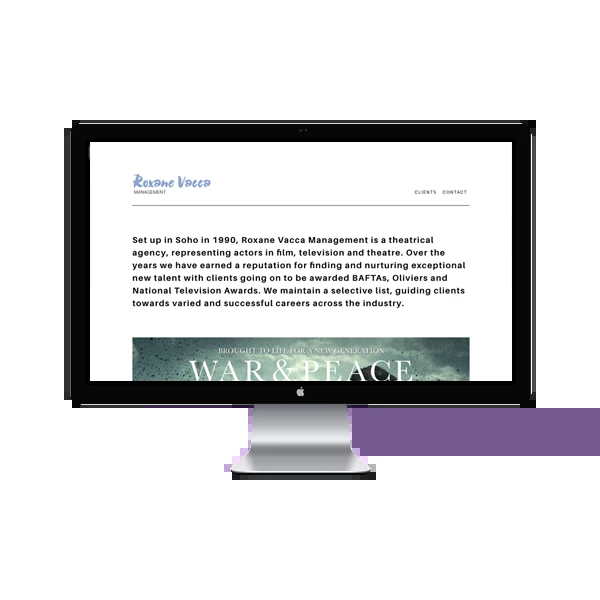 Roxane Vacca
MANAGEMENT
CLIENTS CONTACT
Set up in Soho in 1990, Roxane Vacca Management is a theatrical
agency, representing actors in film, television and theatre. Over the
years we have earned a reputation for finding and nurturing exceptional
new talent with clients going on to be awarded BAFTAs, Oliviers and
National Television Awards. We maintain a selective list, guiding clients
towards varied and successful careers across the industry.
BROUGHT TO LIFE FOR A NEW GENERATION
WAR & PEACE